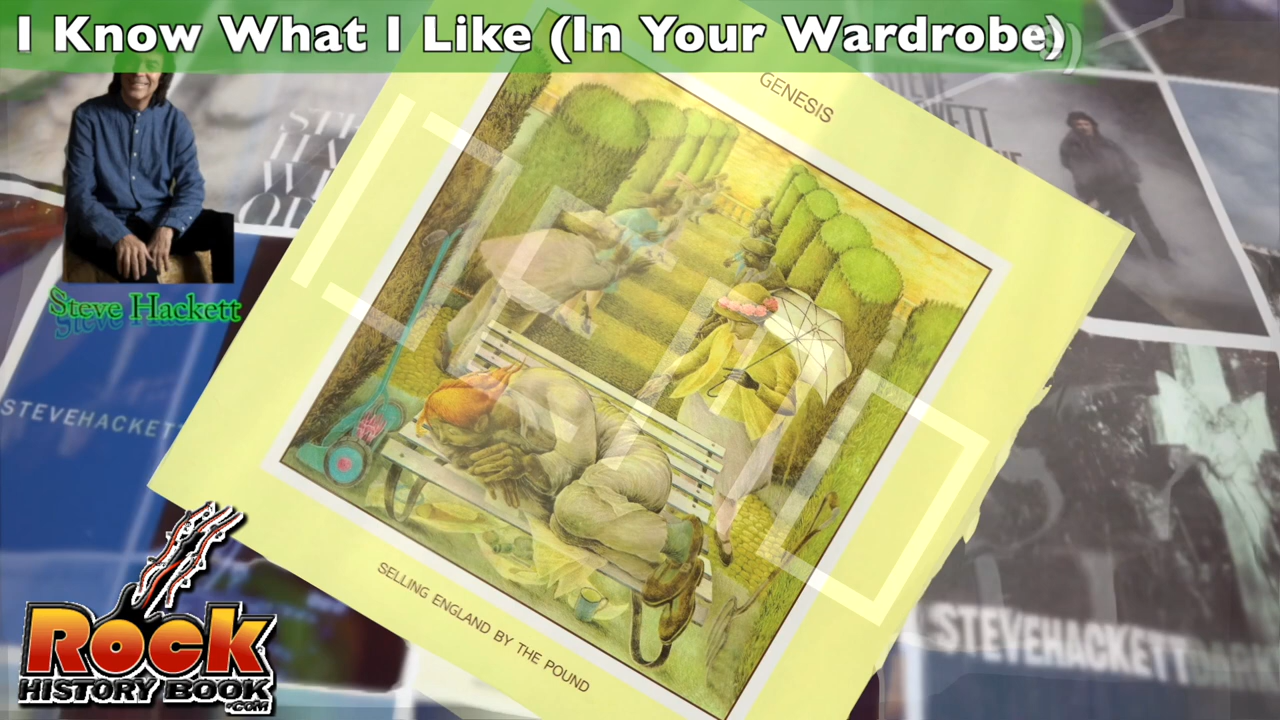 I Know What I Like (In Your Wardrobe)
GENESIS
Steve Hackett
STEVEHACKETT
SELLING ENGLAND BY THE POUND
STEVEHACKETT
Rock
HISTORY BOOK
.COM